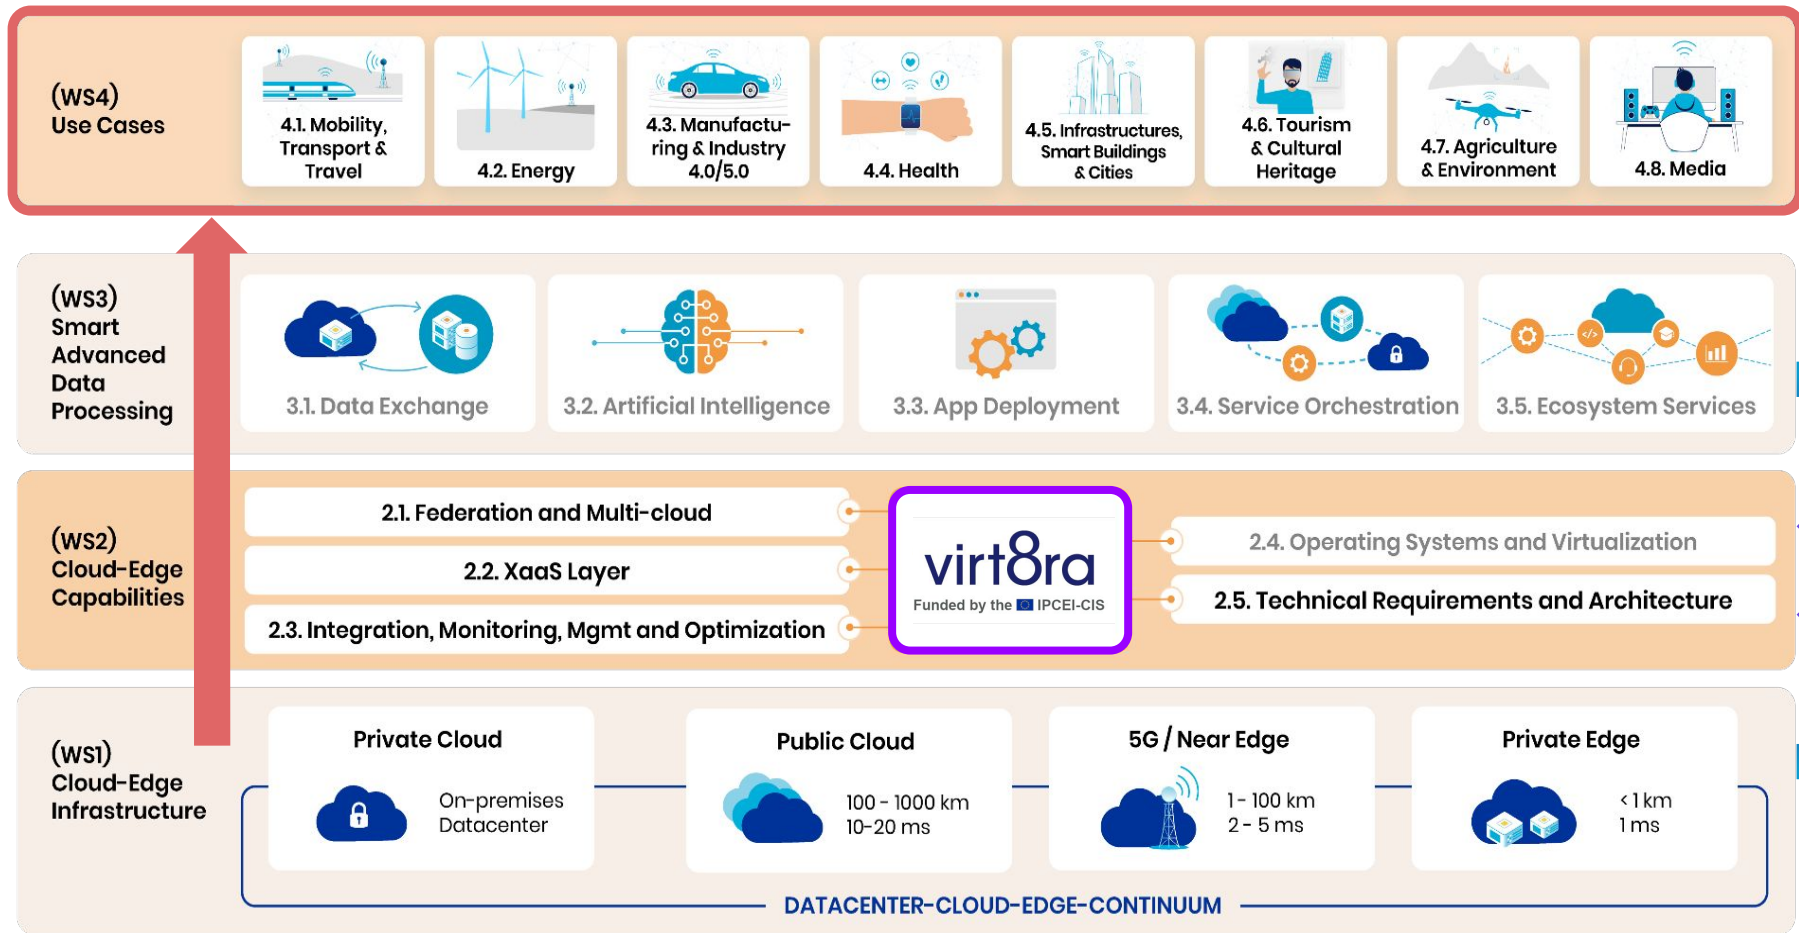 (WS4)
Use Cases
4.1. Mobility,
Transport &
Travel
4.2. Energy
4.3. Manufactu-
ring & Industry
4.0/5.0
4.4. Health
4.5. Infrastructures,
Smart Buildings
& Cities
4.6. Tourism
& Cultural
Heritage
4.7. Agriculture
& Environment
4.8. Media
(WS3)
Smart
Advanced
Data
Processing
3.1. Data Exchange
3.2. Artificial Intelligence
3.3. App Deployment
3.4. Service Orchestration
</>
3.5. Ecosystem Services
(WS2)
Cloud-Edge
Capabilities
2.1. Federation and Multi-cloud
2.2. XaaS Layer
2.3. Integration, Monitoring, Mgmt and Optimization
virt8ra
Funded by the IPCEI-CIS
2.4. Operating Systems and Virtualization
2.5. Technical Requirements and Architecture
(WS1)
Cloud-Edge
Infrastructure
Private Cloud
On-premises
Datacenter
Public Cloud
100 - 1000 km
10-20 ms
5G / Near Edge
1 - 100 km
2 - 5 ms
Private Edge
< 1 km
1 ms
DATACENTER-CLOUD-EDGE-CONTINUUM